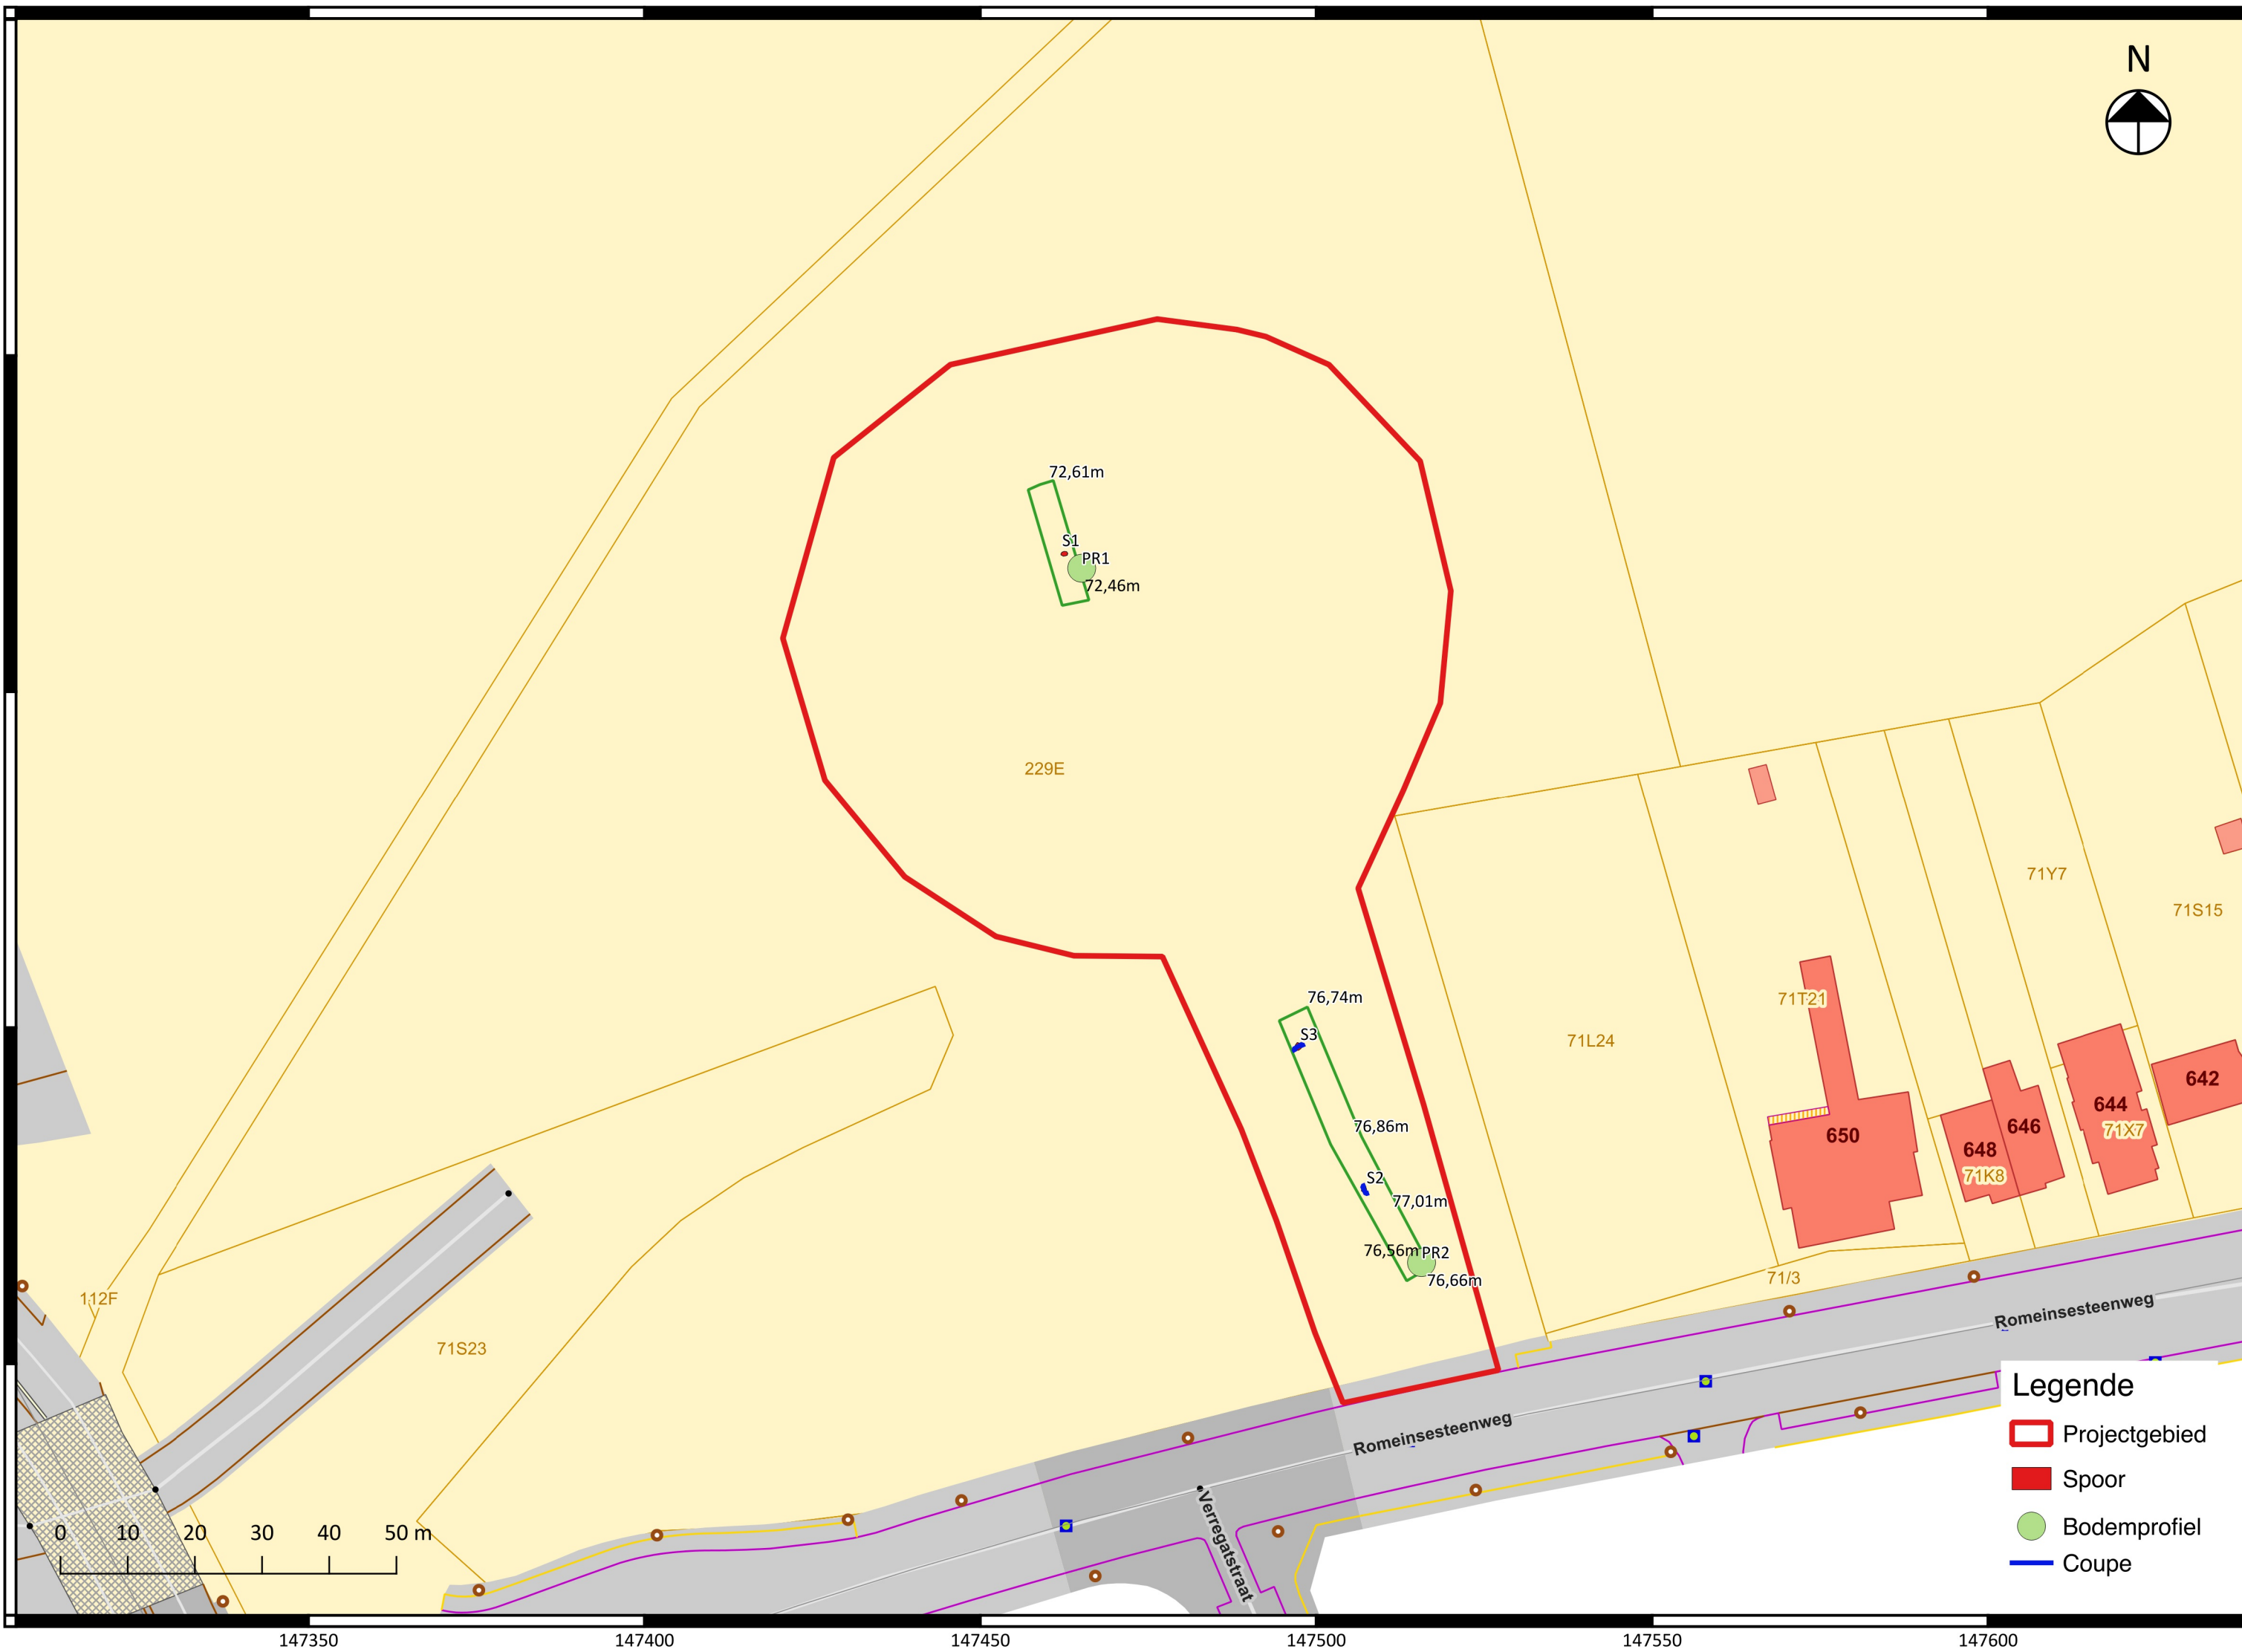 N
72,61m
S1
PR1
72,46m
229E
71Y7
71S15
76,74m
71T21
S3
71L24
642
644
76,86m
646
71X7
650
648
71K8
S2
77,01m
76,56m
PR2
76,66m
71/3
112F
Romeinsesteenweg
71S23
Romeinsesteenweg
Verregatstraat
Legende
Projectgebied
Spoor
Bodemprofiel
Coupe
0 10 20 30 40 50 m
147350 147400 147450 147500 147550 147600